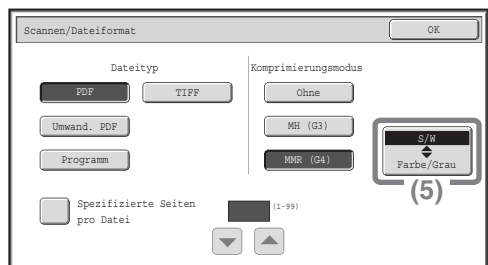 Scannen/Dateiformat
OK
Dateityp
Komprimierungsmodus
PDF
TIFF
Ohne
Umwand. PDF
MH (G3)
S/W
Farbe/Grau
Programm
MMR (G4)
(5)
Spezifizierte Seiten
pro Datei
(1-99)